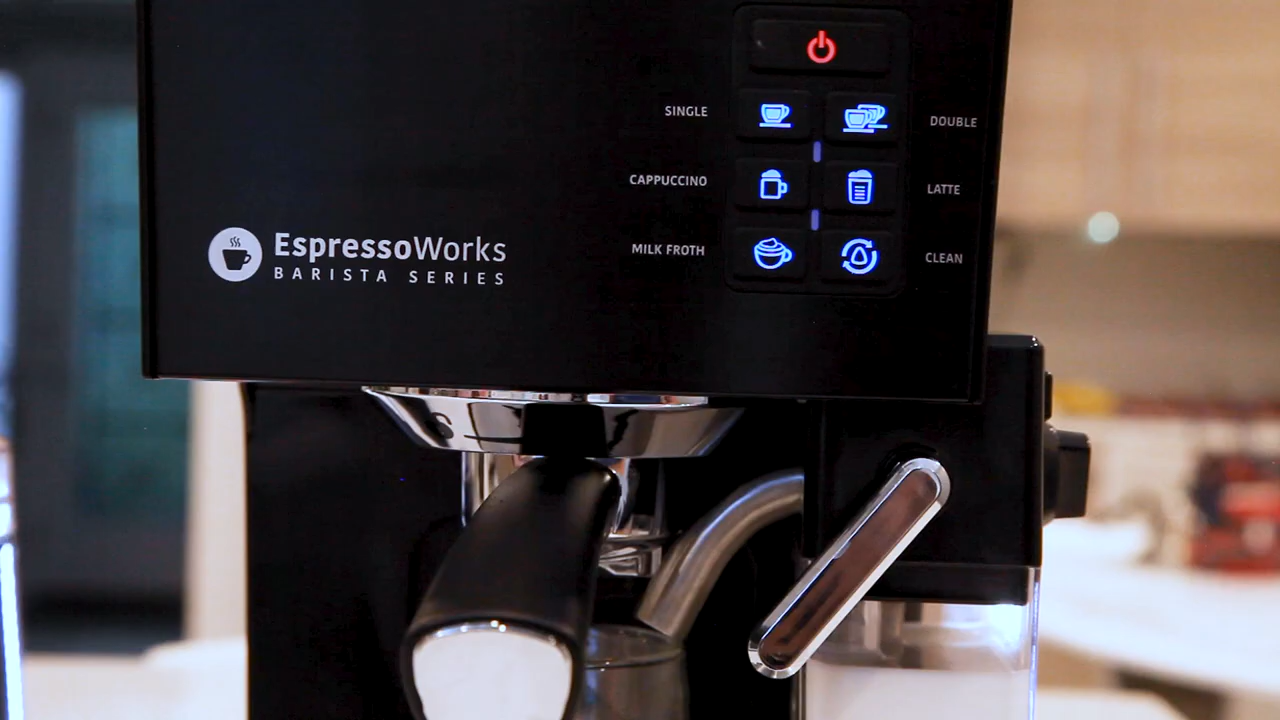 SINGLE
DOUBLE
CAPPUCCINO
LATTE
MILK FROTH
CLEAN
EspressoWorks
BARISTA SERIES